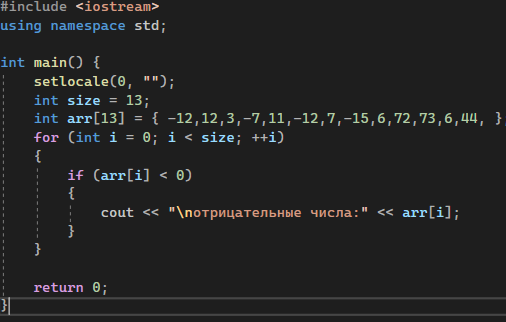 #include <iostream>
using namespace std;
int main() {
setlocale(0, "");
int size = 13;
int arr[13] = { -12,12,3,-7,11,-12,7,-15,6,72,73,6,44, };
for (int i = 0; i < size; ++i)
{
if (arr[i] < 0)
{
cout << "\nотрицательные числа:" << arr[i];
}
}
return 0;
}